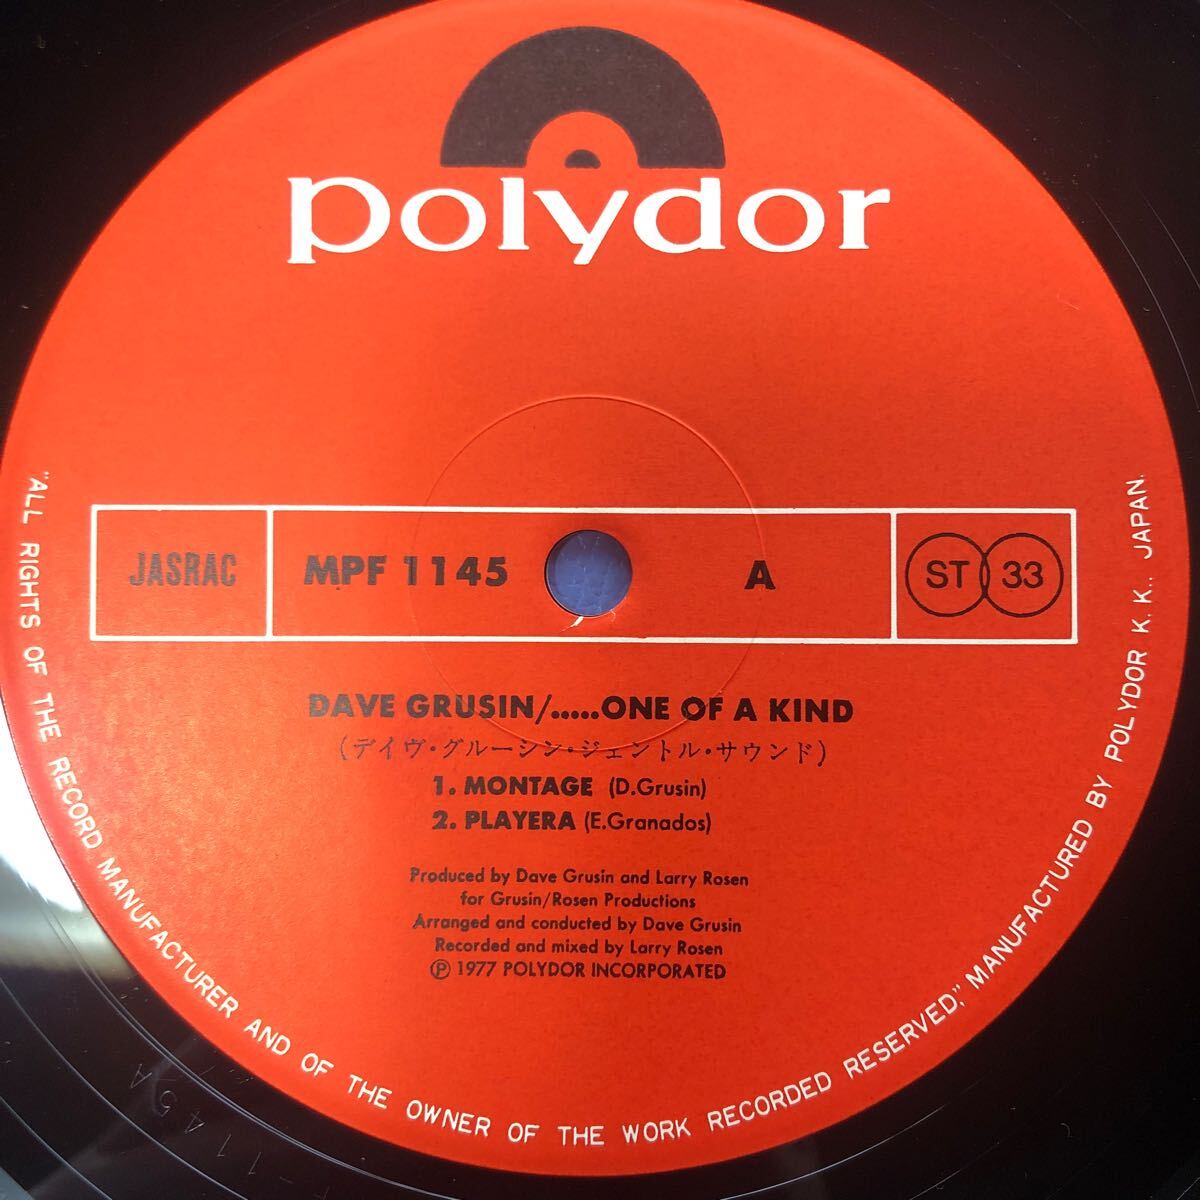 polydor
JASRAC
MPF 1145
A
ST 33
DAVE GRUSIN/.....ONE OF A KIND
(デイヴ・グルーシン・ジェントル・サウンド)
1. MONTAGE (D.Grusin)
2. PLAYERA (E.Granados)
Produced by Dave Grusin and Larry Rosen
for Grusin/Rosen Productions
Arranged and conducted by Dave Grusin
Recorded and mixed by Larry Rosen
Ⓟ 1977 POLYDOR INCORPORATED
"ALL RIGHTS OF THE RECORD MANUFACTURER AND OF THE OWNER OF THE WORK RECORDED RESERVED," MANUFACTURED BY POLYDOR K. K., JAPAN.
1145 A